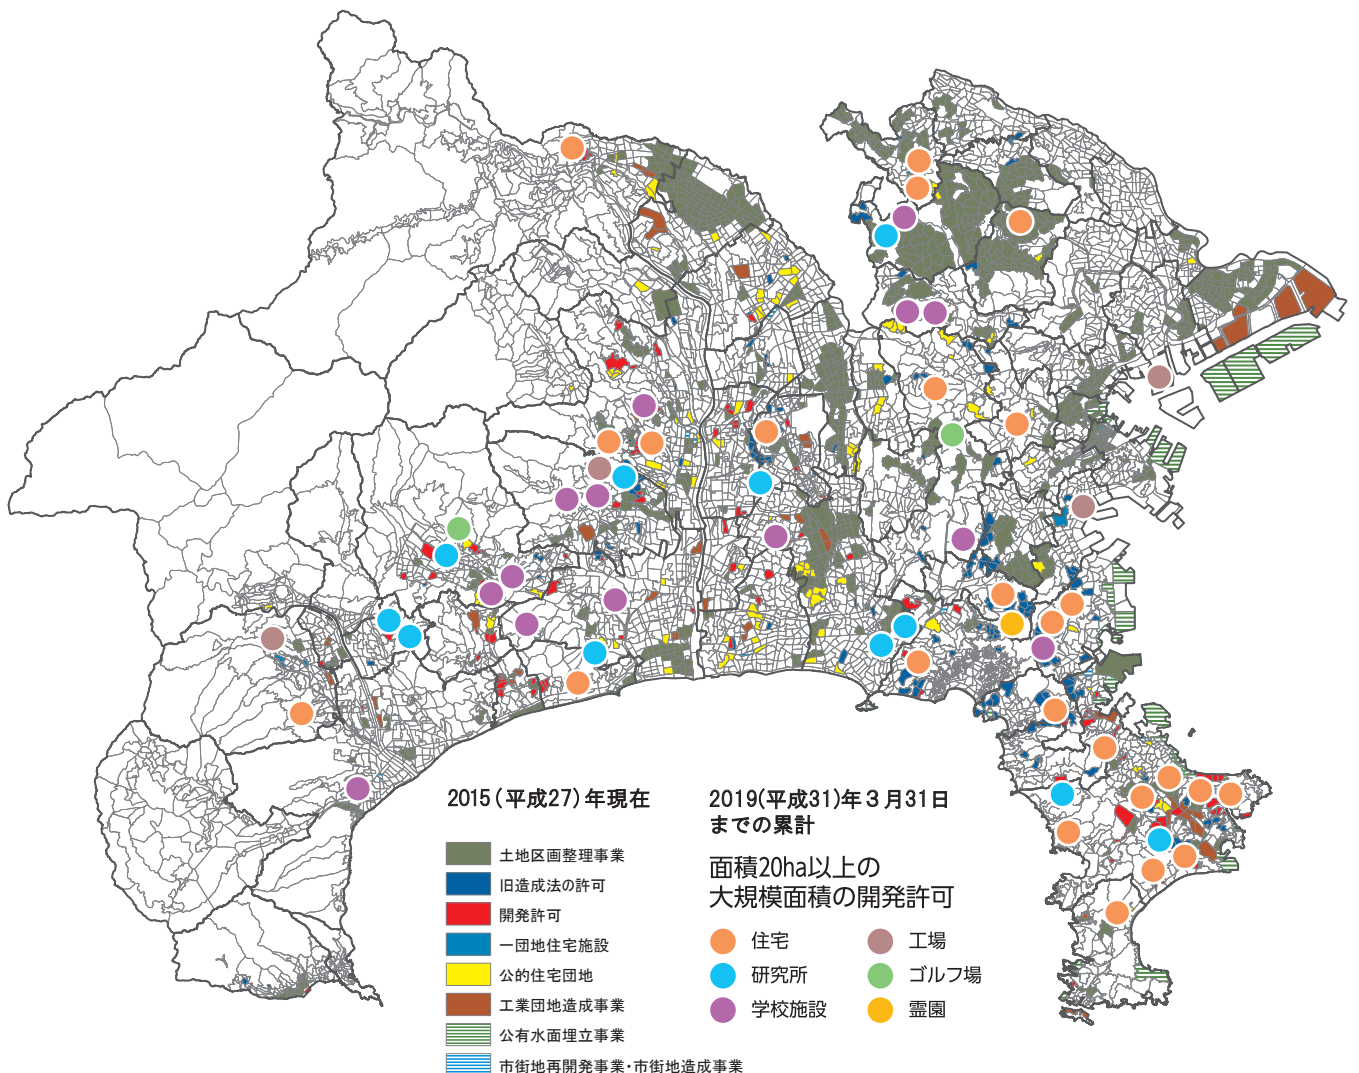 2015(平成27)年現在
土地区画整理事業
旧造成法の許可
開発許可
一団地住宅施設
公的住宅団地
工業団地造成事業
公有水面埋立事業
市街地再開発事業・市街地造成事業
2019(平成31)年3月31日
までの累計
面積20ha以上の
大規模面積の開発許可
住宅
研究所
学校施設
工場
ゴルフ場
霊園